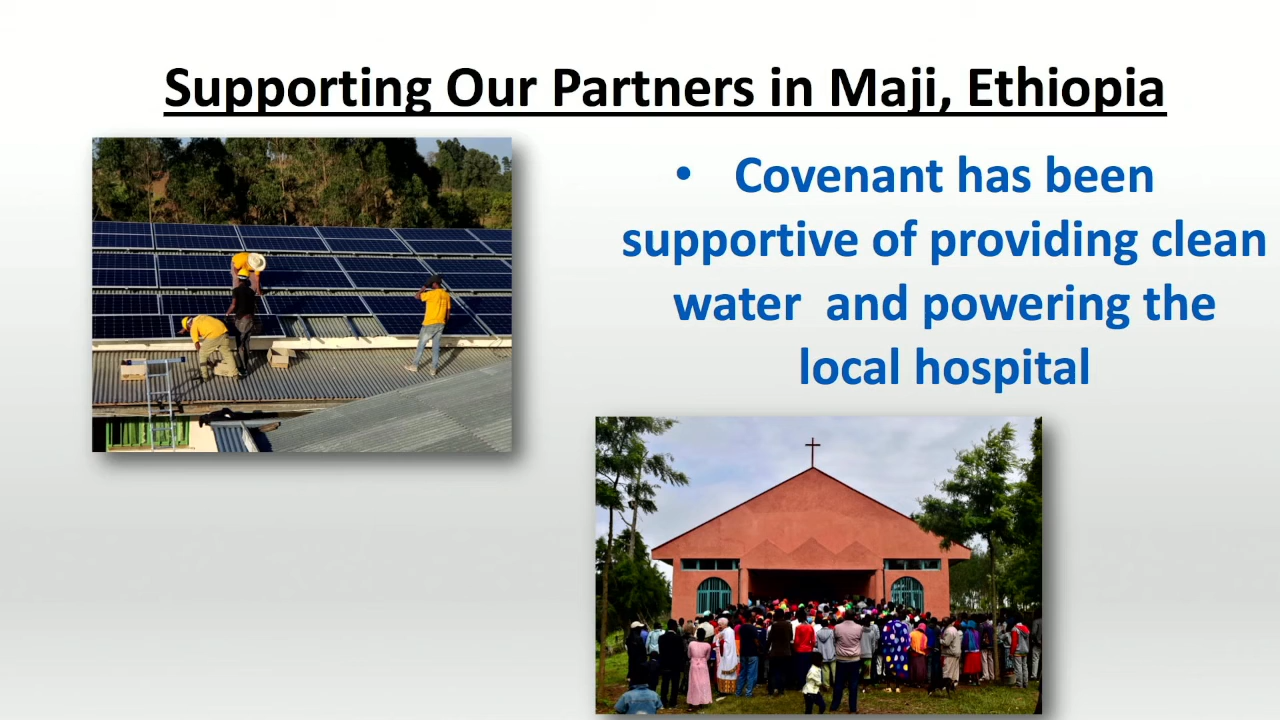 Supporting Our Partners in Maji, Ethiopia
• Covenant has been
supportive of providing clean
water  and powering the
local hospital